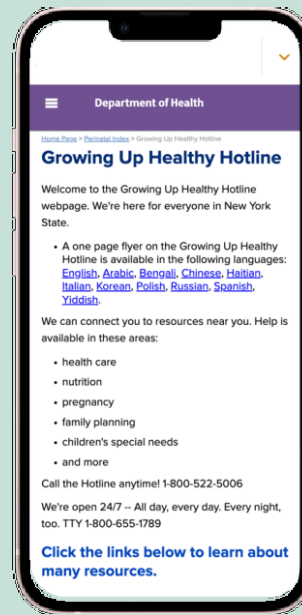 Department of Health
Home Page > Perinatal Index > Growing Up Healthy Hotline
Growing Up Healthy Hotline
Welcome to the Growing Up Healthy Hotline
webpage. We're here for everyone in New York
State.
• A one page flyer on the Growing Up Healthy
Hotline is available in the following languages:
English, Arabic, Bengali, Chinese, Haitian,
Italian, Korean, Polish, Russian, Spanish,
Yiddish.
We can connect you to resources near you. Help is
available in these areas:
• health care
• nutrition
• pregnancy
• family planning
• children's special needs
• and more
Call the Hotline anytime! 1-800-522-5006
We're open 24/7 -- All day, every day. Every night,
too. TTY 1-800-655-1789
Click the links below to learn about
many resources.